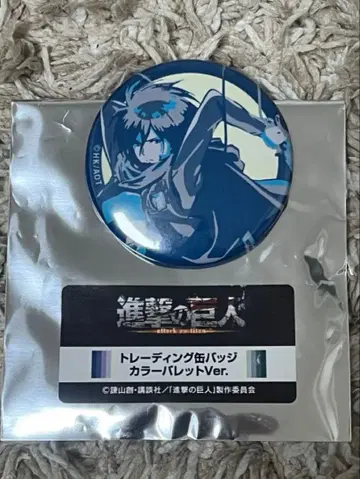 ©HK/AOT
進撃の巨人
attack on titan
トレーディング缶バッジ
カラーパレットVer.
©諫山創・講談社／「進撃の巨人」製作委員会